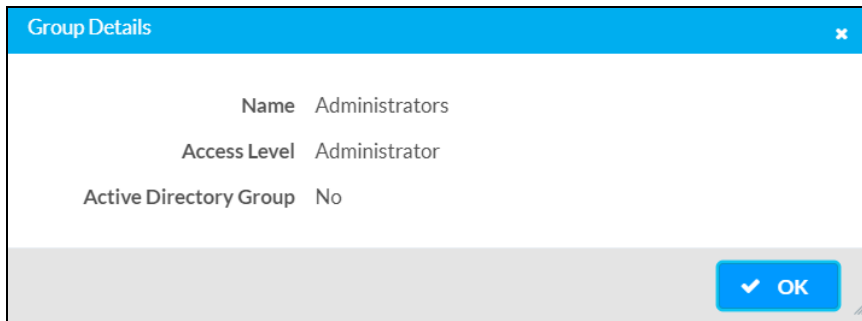 Group Details
Name Administrators
Access Level Administrator
Active Directory Group No
OK